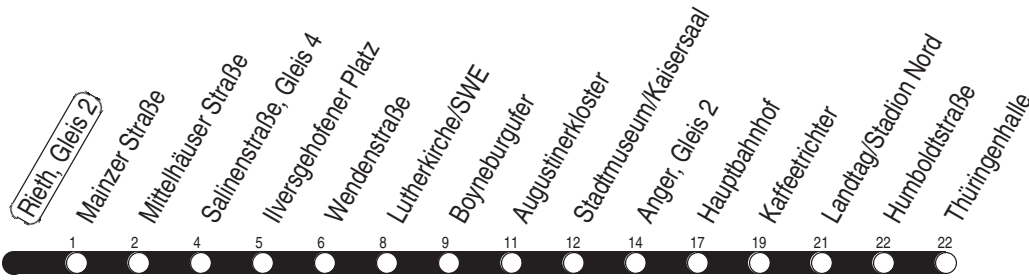 Rieth, Gleis 2
Mainzer Straße
Mittelhäuser Straße
Salinenstraße, Gleis 4
Ilversgehofener Platz
Wendenstraße
Lutherkirche/SWE
Boyneburgufer
Augustinerkloster
Stadtmuseum/Kaisersaal
Anger, Gleis 2
Hauptbahnhof
Kaffeetrichter
Landtag/Stadion Nord
Humboldtstraße
Thüringenhalle
1 2 4 5 6 8 9 11 12 14 17 19 21 22 22